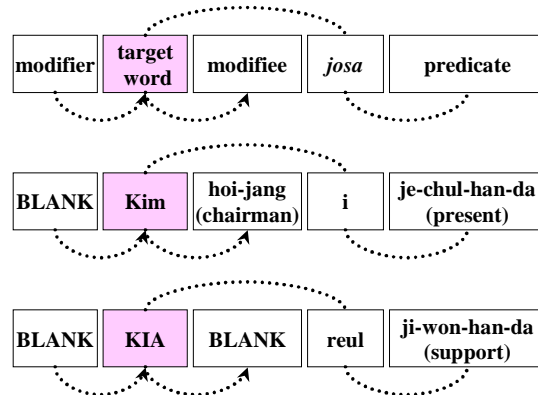 modifier target word modifiee josa predicate
BLANK Kim hoi-jang (chairman) i je-chul-han-da (present)
BLANK KIA BLANK reul ji-won-han-da (support)